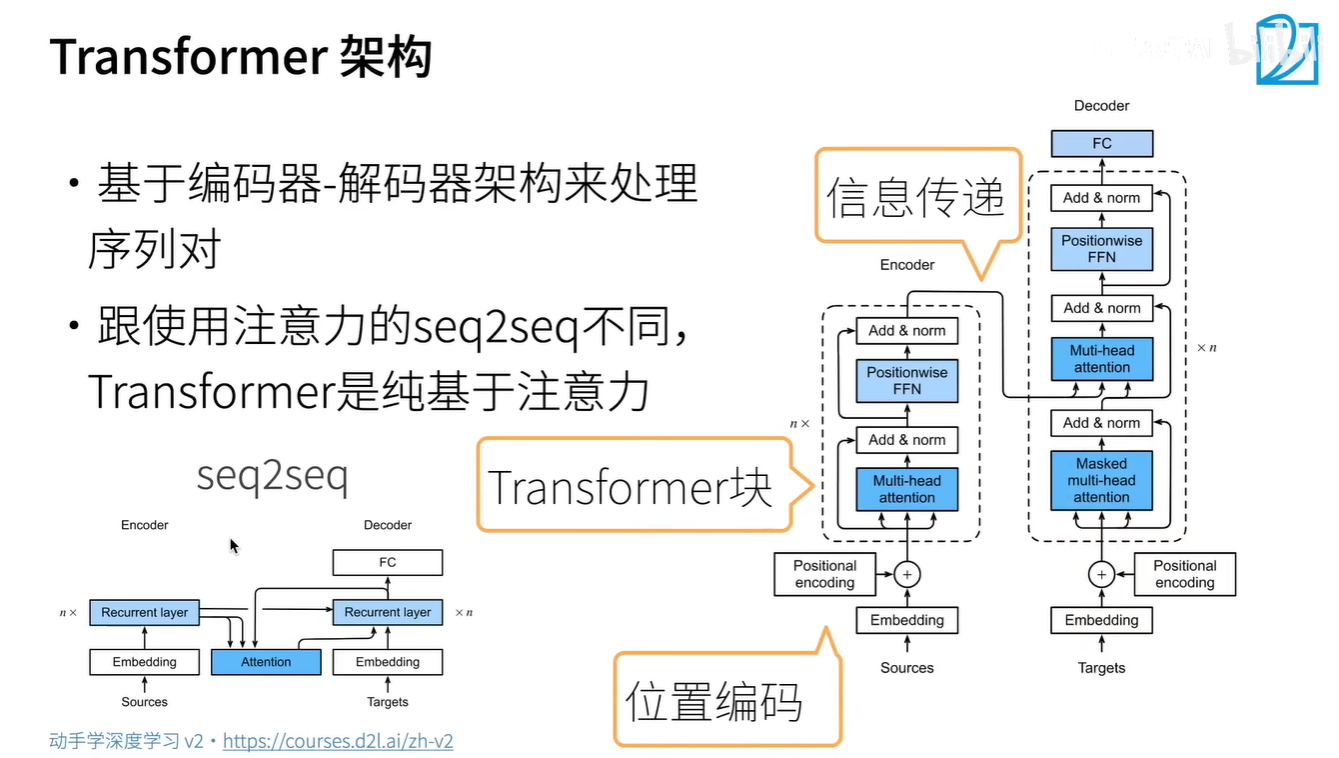 Transformer 架构
• 基于编码器-解码器架构来处理
序列对
• 跟使用注意力的seq2seq不同，
Transformer是纯基于注意力
seq2seq
Encoder
Decoder
FC
n ×
Recurrent layer
Recurrent layer
× n
Embedding
Attention
Embedding
Sources
Targets
动手学深度学习 v2 • https://courses.d2l.ai/zh-v2
Decoder
FC
信息传递
Add & norm
Positionwise
FFN
Encoder
Add & norm
Add & norm
Muti-head
attention
× n
Positionwise
FFN
n ×
Add & norm
Add & norm
Transformer块
Multi-head
attention
Masked
multi-head
attention
Positional
encoding
+
+
Positional
encoding
Embedding
Embedding
Sources
Targets
位置编码
bilibili